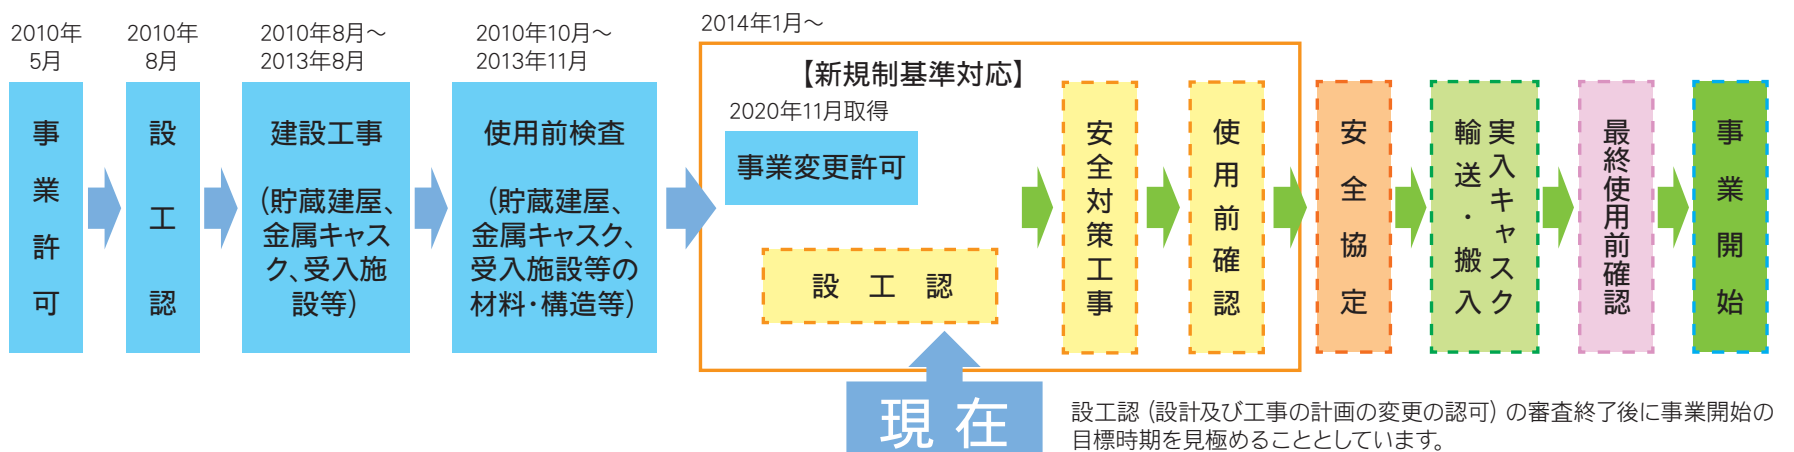 2010年
5月
事業許可
2010年
8月
設工認
2010年8月～
2013年8月
建設工事
(貯蔵建屋、
金属キャス
ク、受入施
設等)
2010年10月～
2013年11月
使用前検査
(貯蔵建屋、
金属キャスク、
受入施設等の
材料・構造等)
2014年1月～
【新規制基準対応】
2020年11月取得
事業変更許可
設工認
安全対策工事
使用前確認
安全協定
実入キャスク
輸送・搬入
最終使用前確認
事業開始
現在
設工認（設計及び工事の計画の変更の認可）の審査終了後に事業開始の
目標時期を見極めることとしています。